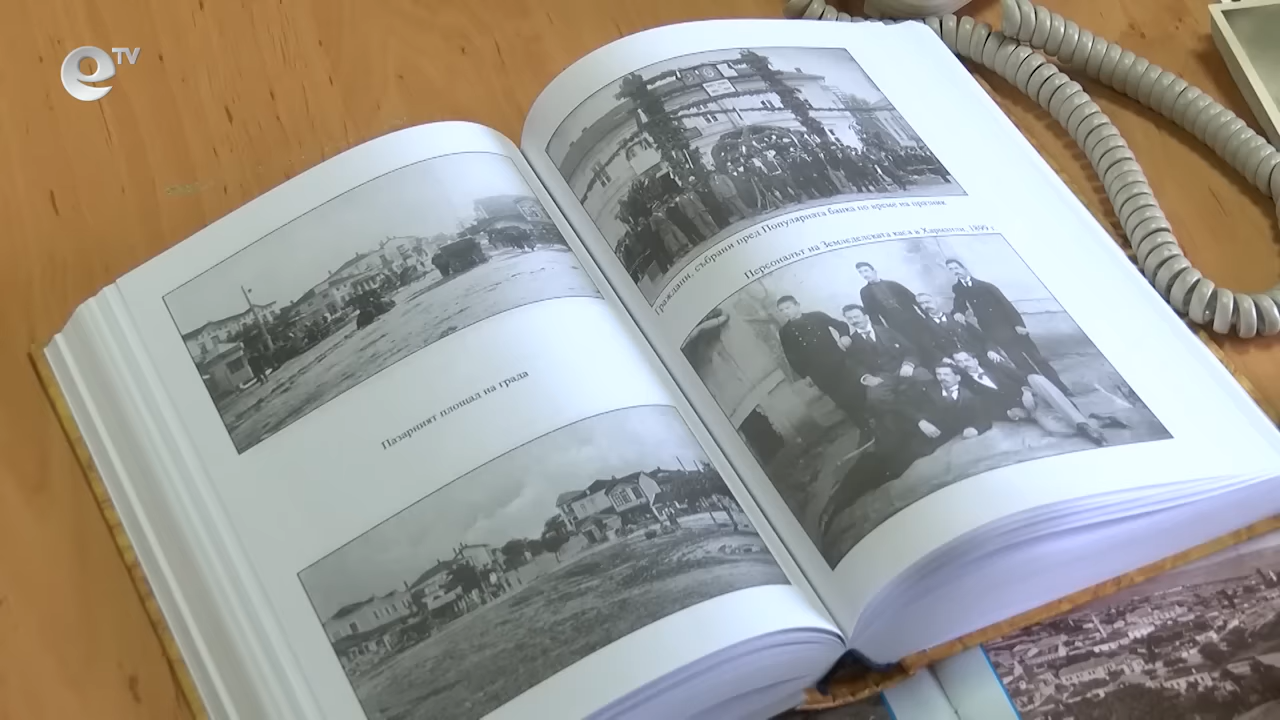 e TV
Пазарният площад на града
Граждани, събрани пред Популярната банка по време на празник
Персоналът на Земеделската каса в Харманли, 1899 г.